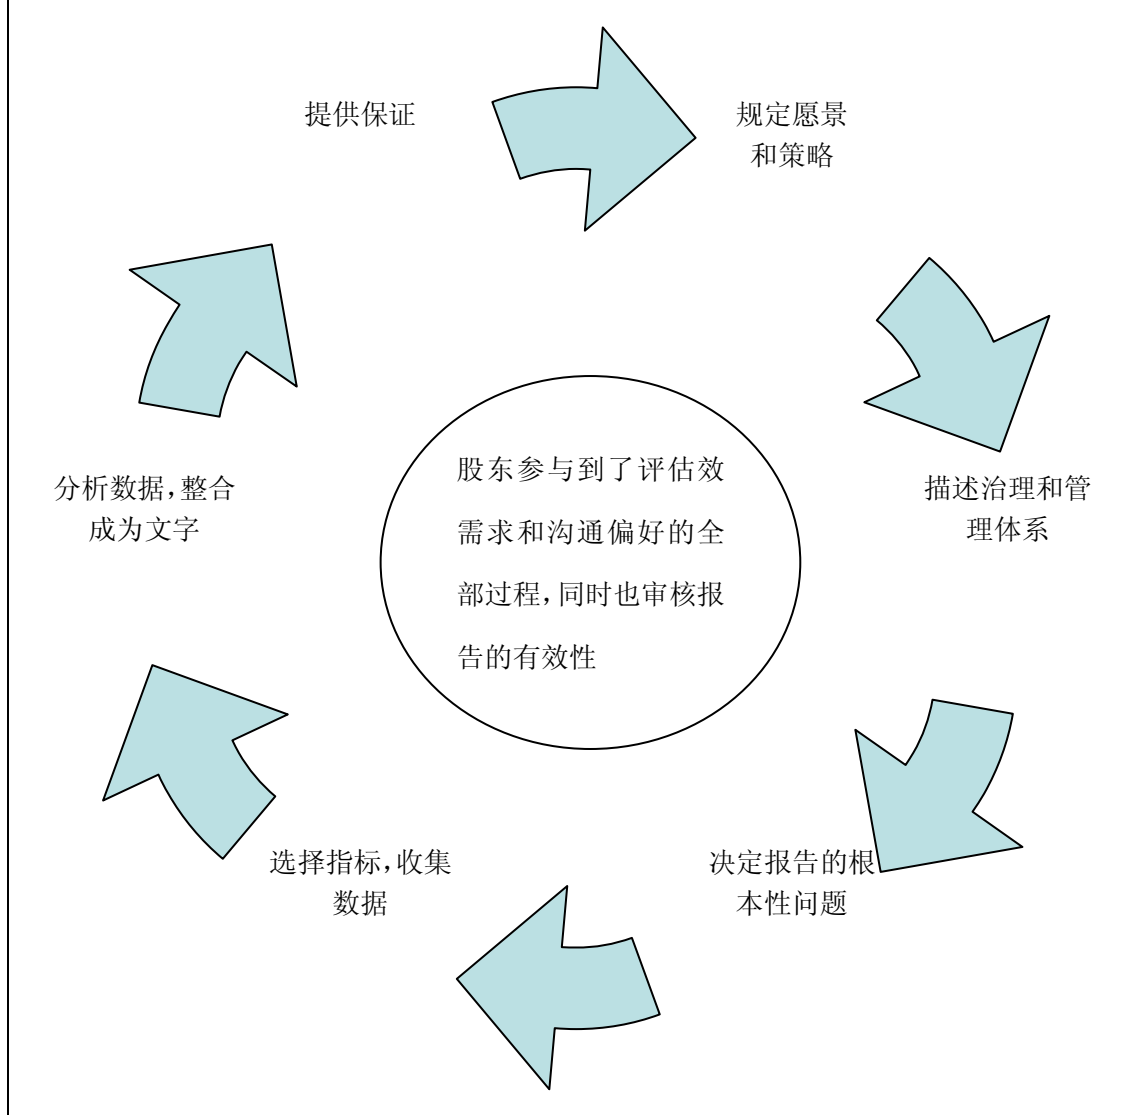 提供保证
规定愿景
和策略
描述治理和管
理体系
决定报告的根
本性问题
选择指标,收集
数据
分析数据,整合
成为文字
股东参与到了评估效
需求和沟通偏好的全
部过程,同时也审核报
告的有效性